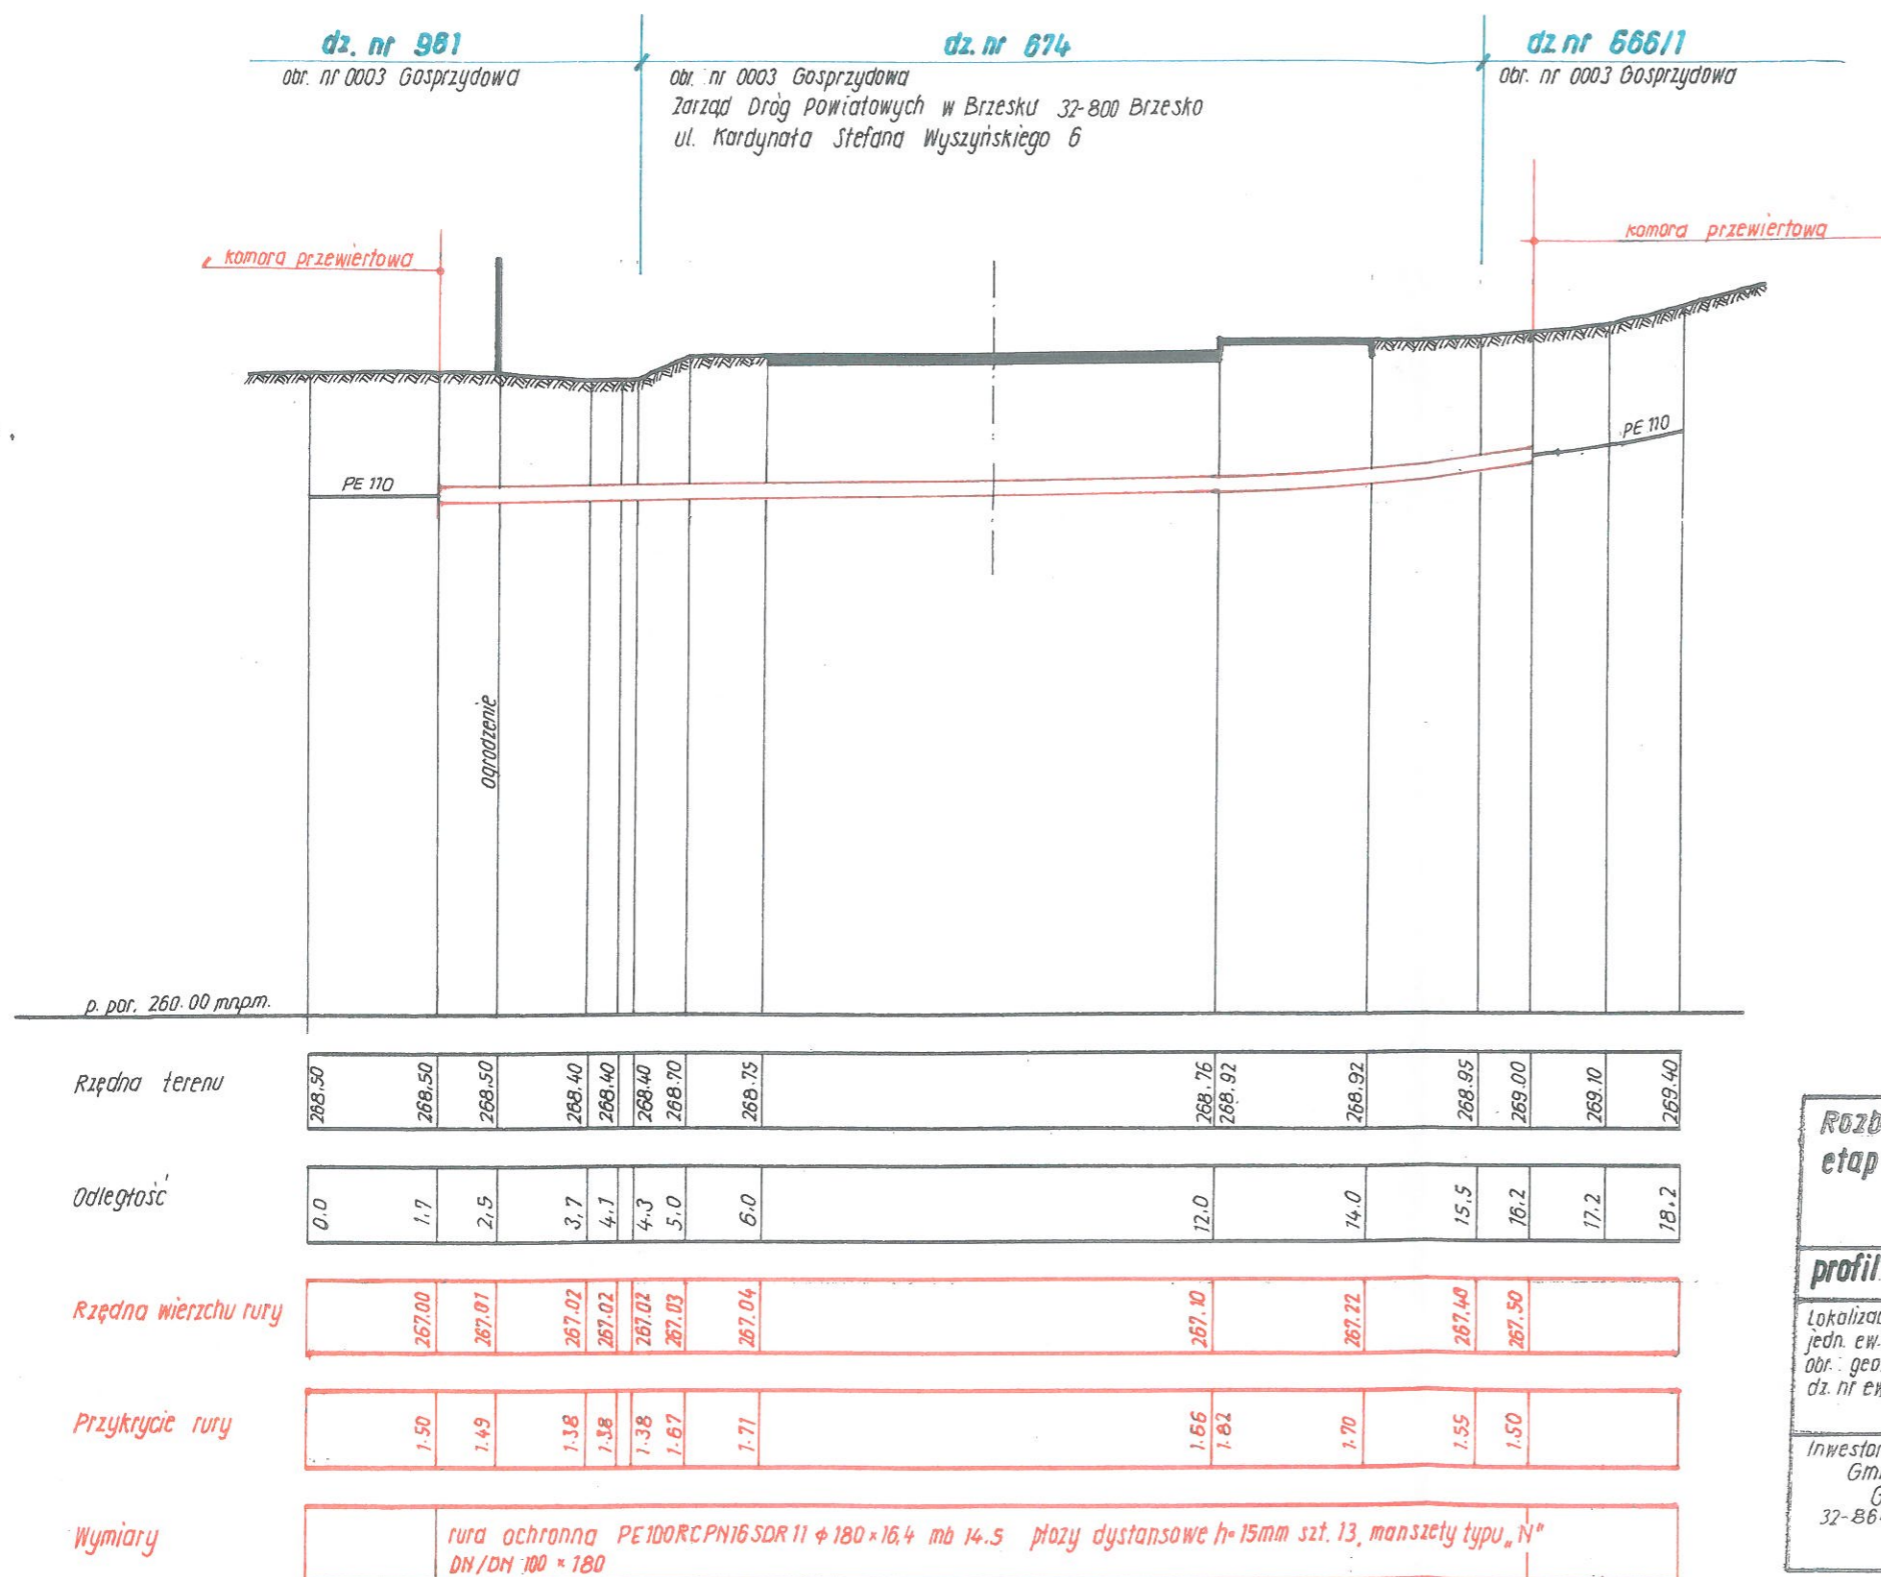 dz. nr 981
dz. nr 674
dz nr 666/1
obr. nr 0003 Gosprzydowa
obr. nr 0003 Gosprzydowa
obr. nr 0003 Gosprzydowa
Zarząd Dróg Powiatowych w Brzesku 32-800 Brzesko
ul. Kardynała Stefana Wyszyńskiego 6
komora przewiertowa
komora przewiertowa
PE 110
PE 110
ogrodzenie
p. por. 260.00 mnpm.
Rzędna terenu 268.50 268.50 268.50 268.40 268.40 268.40 268.70 268.75 268.76 268.92 268.92 268.95 269.00 269.10 269.40
Odległość 0.0 1.7 2,5 3,7 4.1 4.3 5.0 6.0 12.0 14.0 15.5 16.2 17.2 18.2
Rzędna wierzchu rury 267.00 267.01 267.02 267.02 267.02 267.03 267.04 267.10 267.22 267.40 267.50
Przykrycie rury 1.50 1.49 1.38 1.38 1.38 1.67 1.71 1.66 1.82 1.70 1.55 1.50
Wymiary
rura ochronna PE100RCPN16SDR11 ϕ 180×16,4 mb 14.5 płozy dystansowe h=15mm szt. 13, manszety typu „N"
DN/DN 100 × 180
etap
profil
jedn. ew.
obr. geo
dz. nr ew